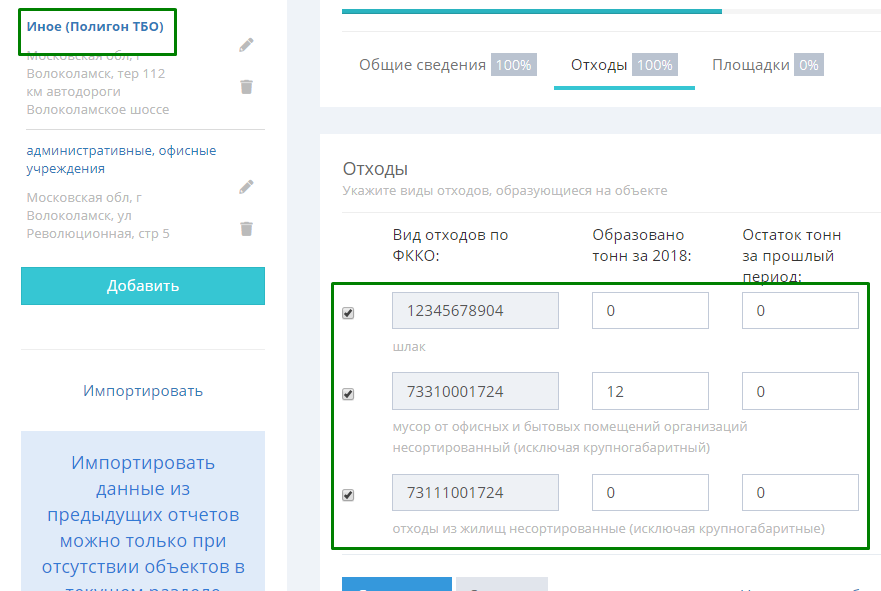 Иное (Полигон ТБО)
Московская обл, г
Волоколамск, тер 112
км автодороги
Волоколамское шоссе
административные, офисные
учреждения
Московская обл, г
Волоколамск, ул
Революционная, стр 5
Добавить
Импортировать
Импортировать
данные из
предыдущих отчетов
можно только при
отсутствии объектов в
текущем разделе
Общие сведения 100% Отходы 100% Площадки 0%
Отходы
Укажите виды отходов, образующиеся на объекте
Вид отходов по
ФККО:
Образовано
тонн за 2018:
Остаток тонн
за прошлый
период:
12345678904 0 0
шлак
73310001724 12 0
мусор от офисных и бытовых помещений организаций
несортированный (исключая крупногабаритный)
73111001724 0 0
отходы из жилищ несортированные (исключая крупногабаритные)